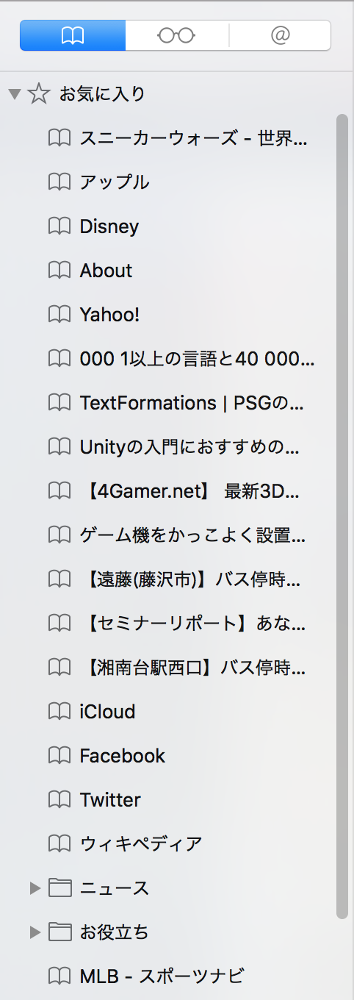 @
お気に入り
スニーカーウォーズ - 世界...
アップル
Disney
About
Yahoo!
000 1以上の言語と40 000...
TextFormations | PSGの...
Unityの入門におすすめの...
【4Gamer.net】 最新3D...
ゲーム機をかっこよく設置...
【遠藤(藤沢市)】バス停時...
【セミナーリポート】あな...
【湘南台駅西口】バス停時...
iCloud
Facebook
Twitter
ウィキペディア
ニュース
お役立ち
MLB - スポーツナビ